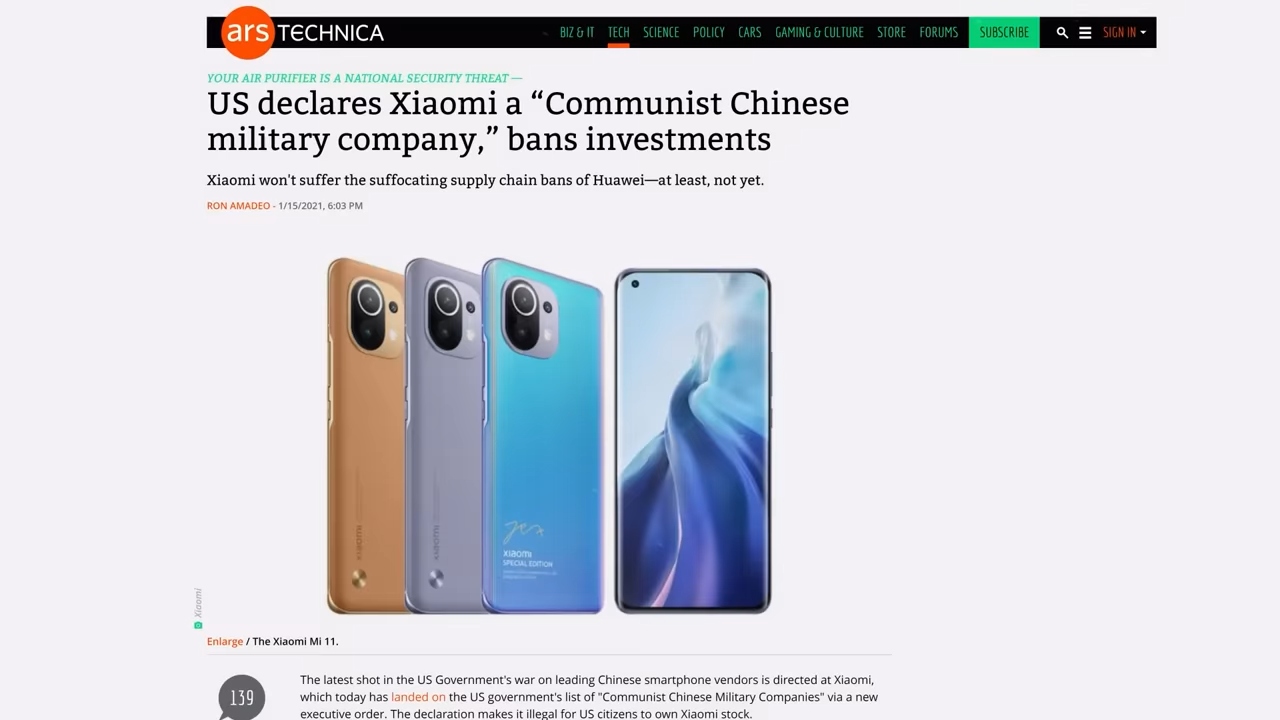 ars TECHNICA
BIZ & IT TECH SCIENCE POLICY CARS GAMING & CULTURE STORE FORUMS SUBSCRIBE SIGN IN
YOUR AIR PURIFIER IS A NATIONAL SECURITY THREAT —
US declares Xiaomi a “Communist Chinese
military company,” bans investments
Xiaomi won't suffer the suffocating supply chain bans of Huawei—at least, not yet.
RON AMADEO - 1/15/2021, 6:03 PM
xiaomi
xiaomi
XIAOMI
SPECIAL EDITION
Xiaomi
Enlarge / The Xiaomi Mi 11.
139
The latest shot in the US Government's war on leading Chinese smartphone vendors is directed at Xiaomi,
which today has landed on the US government's list of "Communist Chinese Military Companies" via a new
executive order. The declaration makes it illegal for US citizens to own Xiaomi stock.